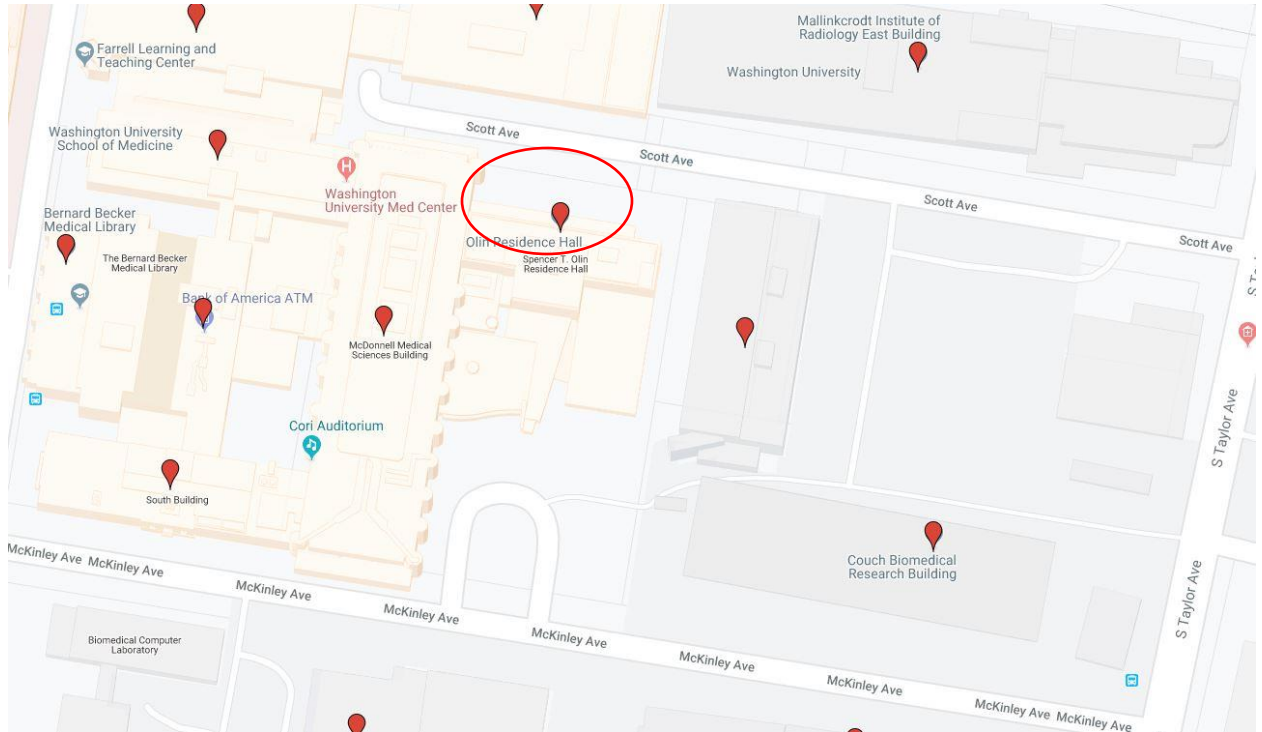 Mallinkcrodt Institute of
Radiology East Building
Farrell Learning and
Teaching Center
Washington University
Scott Ave
Washington University
School of Medicine
Scott Ave
Washington
University Med Center
Scott Ave
Bernard Becker
Medical Library
Olin Residence Hall
Scott Ave
The Bernard Becker
Medical Library
Spencer T. Olin
Residence Hall
Bank of America ATM
McDonnell Medical
Sciences Building
S Taylor Ave
Cori Auditorium
South Building
McKinley Ave
McKinley Ave
Couch Biomedical
Research Building
McKinley Ave
McKinley Ave
S Taylor Ave
Biomedical Computer
Laboratory
McKinley Ave
McKinley Ave
McKinley Ave
McKinley Ave
McKinley Ave